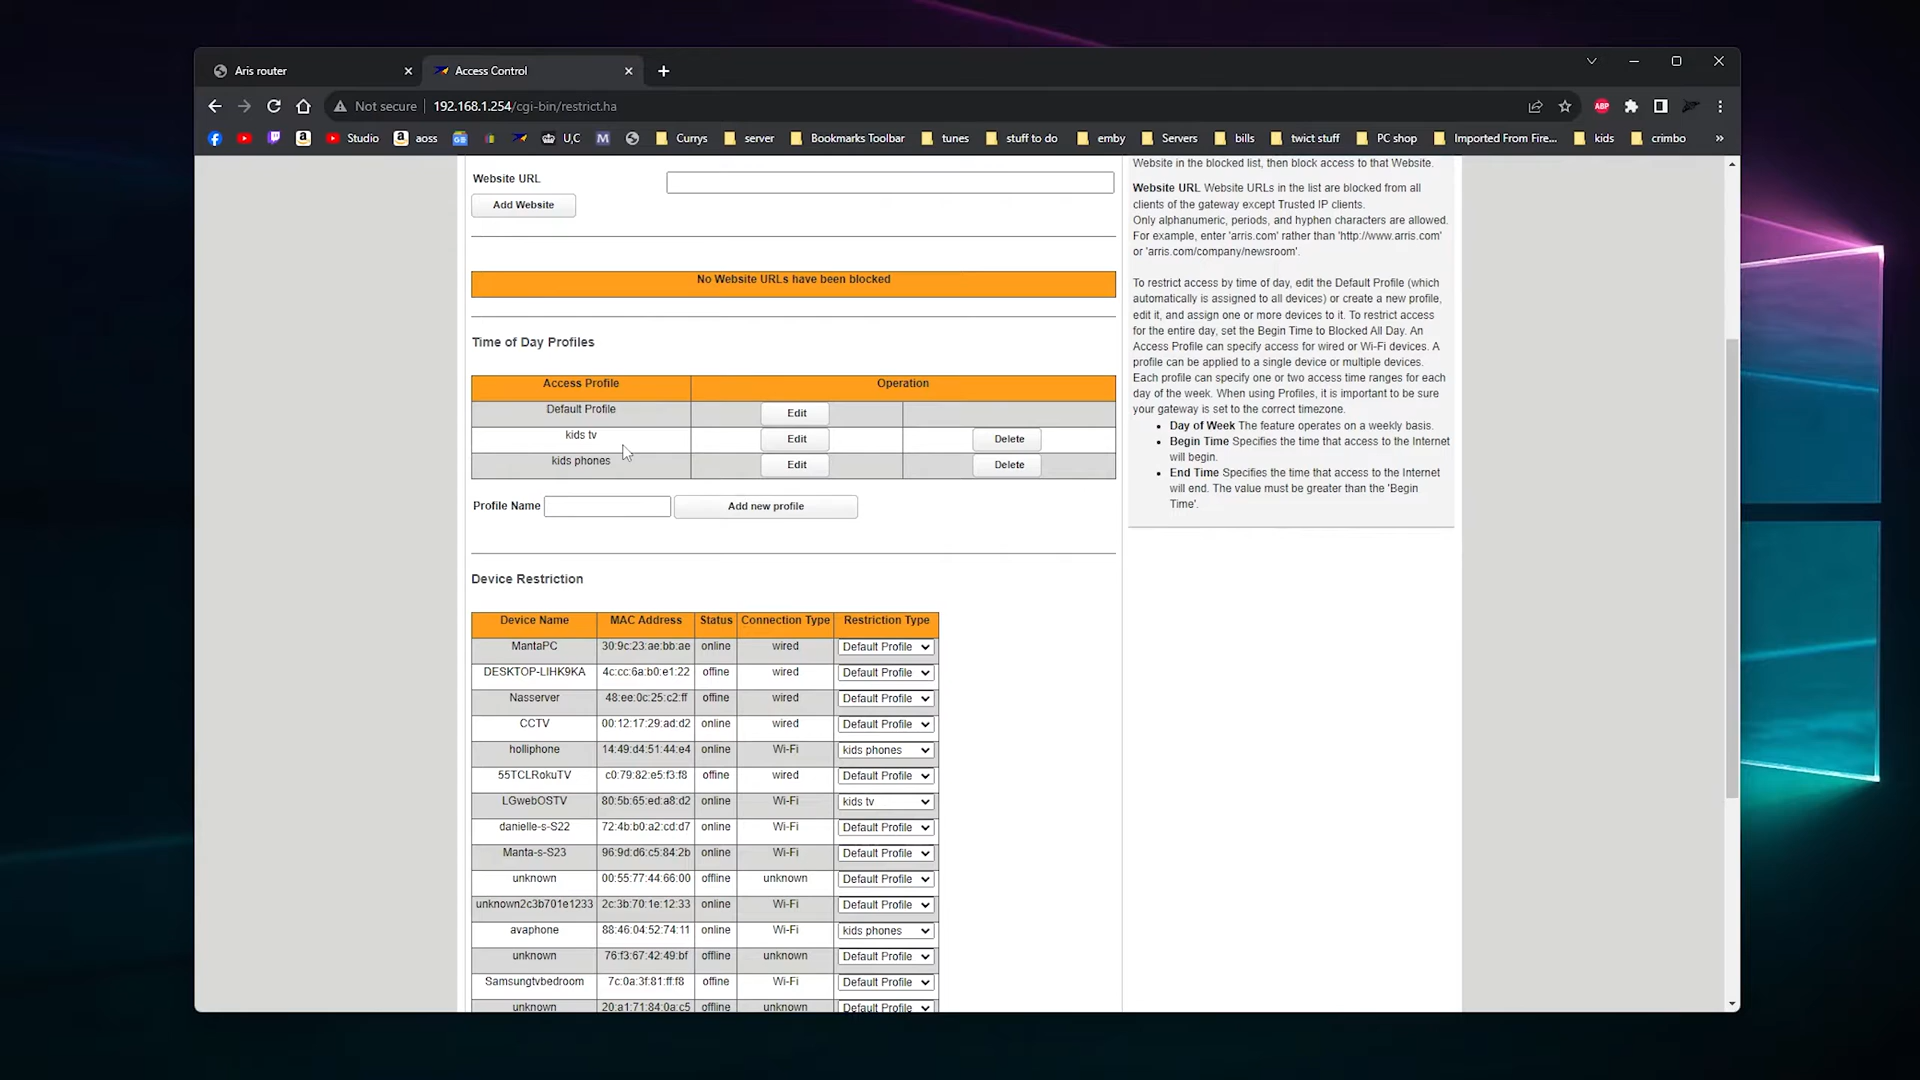 Aris router
Access Control
Not secure
192.168.1.254/cgi-bin/restrict.ha
ABP
Studio
aoss
U,C
M
Currys
server
Bookmarks Toolbar
tunes
stuff to do
emby
Servers
bills
twict stuff
PC shop
Imported From Fire...
kids
crimbo
»
Website URL
Add Website
No Website URLs have been blocked
Time of Day Profiles
Access Profile Operation
Default Profile Edit
kids tv Edit Delete
kids phones Edit Delete
Profile Name Add new profile
Device Restriction
Device Name MAC Address Status Connection Type Restriction Type
MantaPC 30:9c:23:ae:bb:ae online wired Default Profile
DESKTOP-LIHK9KA 4c:cc:6a:b0:e1:22 offine wired Default Profile
Nasserver 48:ee:0c:25:c2:ff offine wired Default Profile
CCTV 00:12:17:29:ad:d2 online wired Default Profile
holliphone 14:49:d4:51:44:e4 online Wi-Fi kids phones
55TCLRokuTV c0:79:82:e5:f3:f8 offine wired Default Profile
LGwebOSTV 80:5b:65:ed:a8:d2 online Wi-Fi kids tv
danielle-s-S22 72:4b:b0:a2:cd:d7 online Wi-Fi Default Profile
Manta-s-S23 96:9d:d6:c5:84:2b online Wi-Fi Default Profile
unknown 00:55:77:44:66:00 offline unknown Default Profile
unknown2c3b701e1233 2c:3b:70:1e:12:33 online Wi-Fi Default Profile
avaphone 88:46:04:52:74:11 online Wi-Fi kids phones
unknown 76:f3:67:42:49:bf offline unknown Default Profile
Samsungtvbedroom 7c:0a:3f:81:ff:f8 offine Wi-Fi Default Profile
unknown 20:a1:71:84:0a:c5 offline unknown Default Profile
Website in the blocked list, then block access to that Website.
Website URL Website URLs in the list are blocked from all
clients of the gateway except Trusted IP clients.
Only alphanumeric, periods, and hyphen characters are allowed.
For example, enter 'arris.com' rather than 'http://www.arris.com'
or 'arris.com/company/newsroom'.
To restrict access by time of day, edit the Default Profile (which
automatically is assigned to all devices) or create a new profile,
edit it, and assign one or more devices to it. To restrict access
for the entire day, set the Begin Time to Blocked All Day. An
Access Profile can specify access for wired or Wi-Fi devices. A
profile can be applied to a single device or multiple devices.
Each profile can specify one or two access time ranges for each
day of the week. When using Profiles, it is important to be sure
your gateway is set to the correct timezone.
• Day of Week The feature operates on a weekly basis.
• Begin Time Specifies the time that access to the Internet
will begin.
• End Time Specifies the time that access to the Internet
will end. The value must be greater than the 'Begin
Time'.